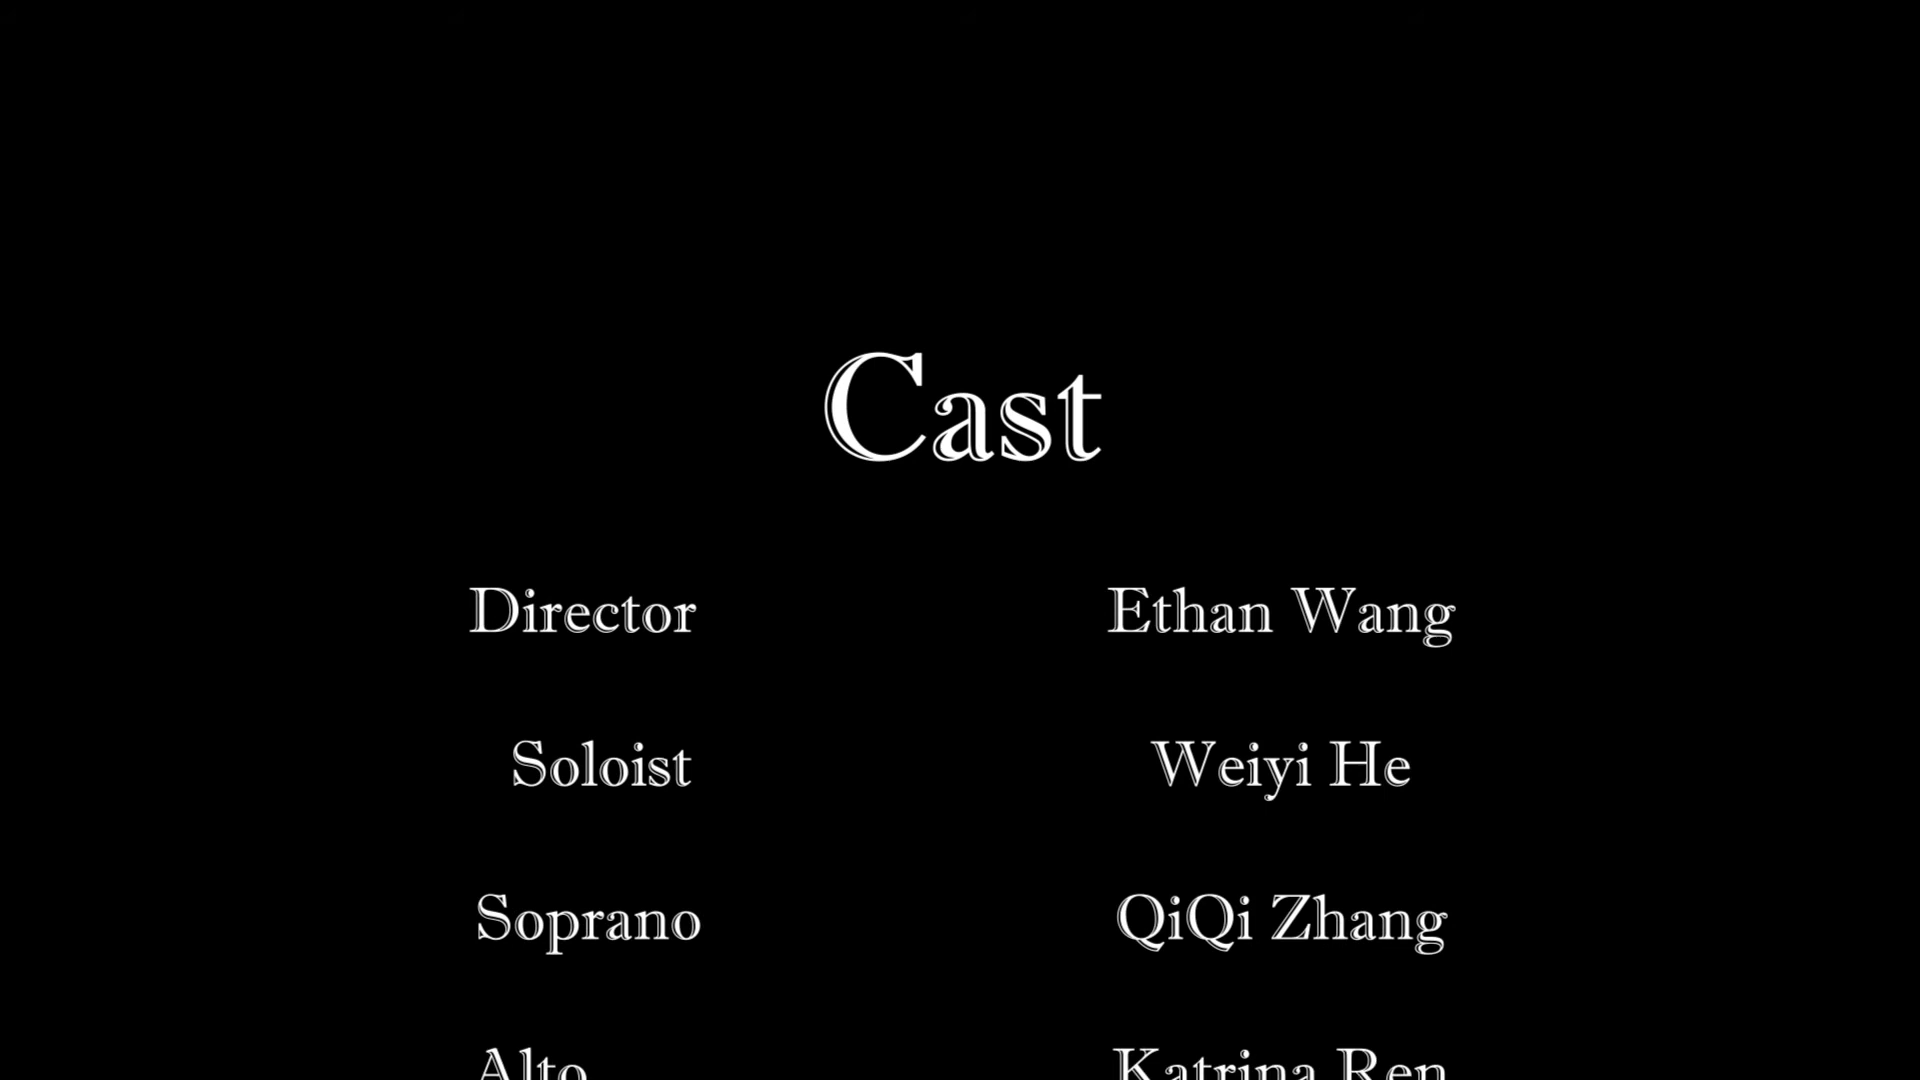 Cast
Director Ethan Wang
Soloist Weiyi He
Soprano QiQi Zhang
Alto Katrina Ren